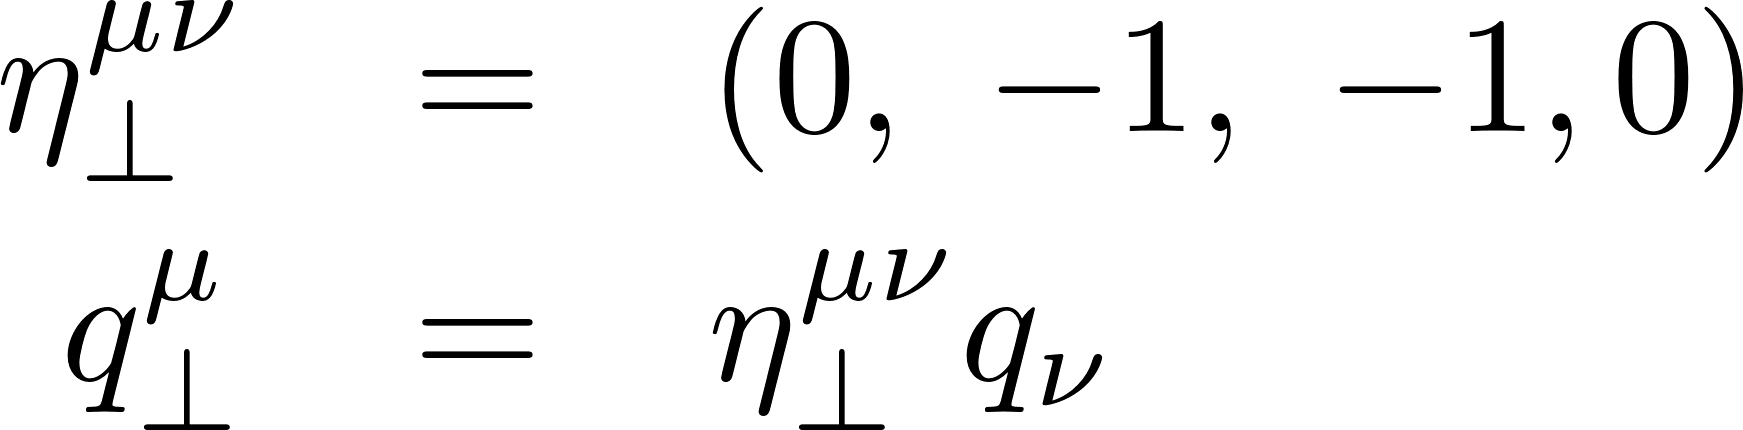 η_⊥^{μν} = (0, −1, −1, 0)
q_⊥^μ = η_⊥^{μν} q_ν